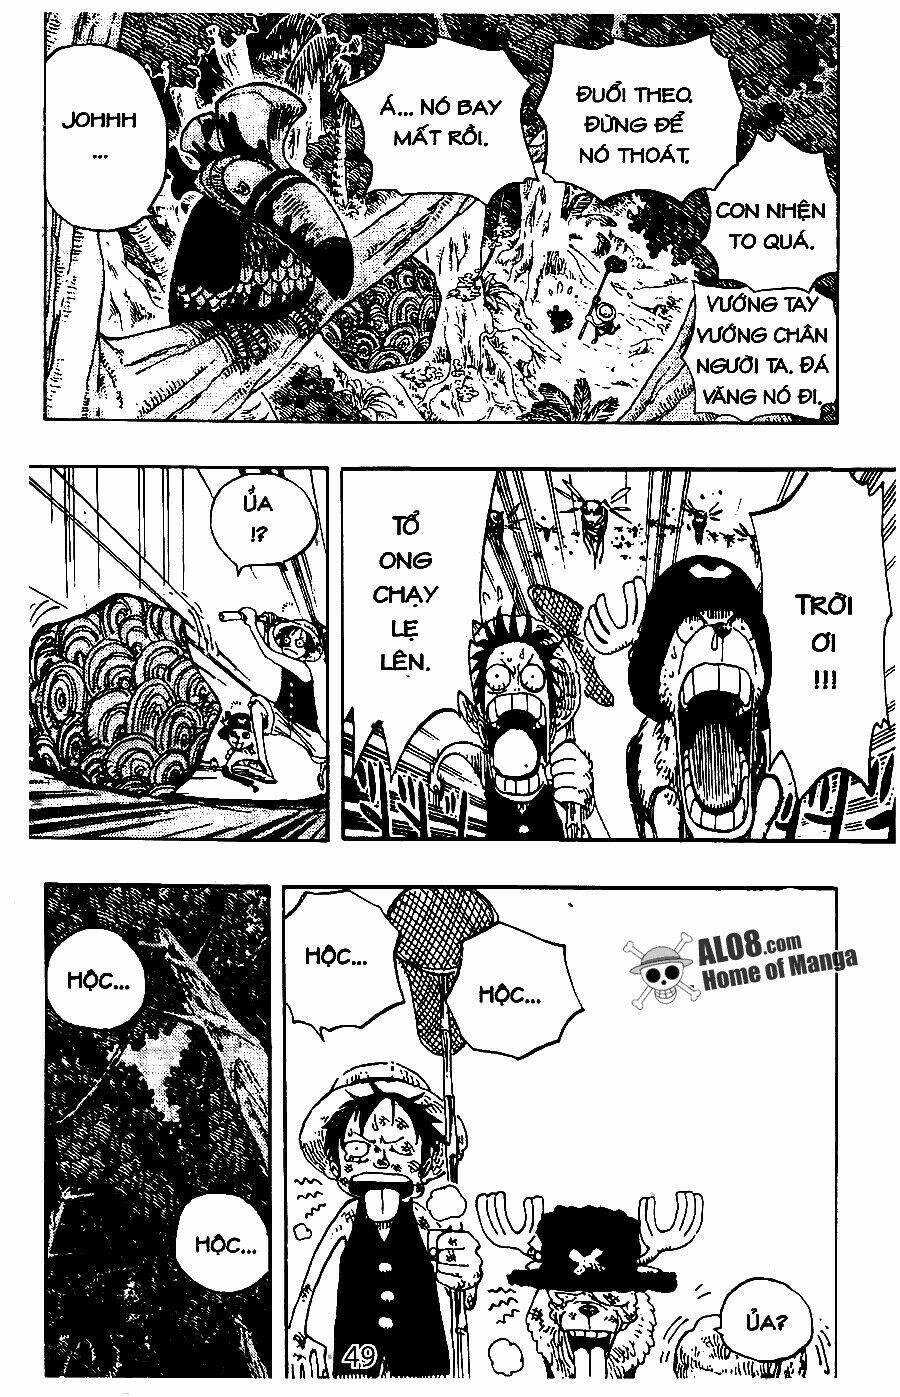 JOHHH
...
Á... NÓ BAY
MẤT RỒI.
ĐUỔI THEO.
ĐỪNG ĐỂ
NÓ THOÁT.
CON NHỆN
TO QUÁ.
VƯỚNG TAY
VƯỚNG CHÂN
NGƯỜI TA. ĐÁ
VĂNG NÓ ĐI.
ỦA
!?
TỔ
ONG
CHẠY
LẸ
LÊN.
TRỜI
ƠI
!!!
HỘC...
HỘC...
HỘC...
HỘC...
ỦA?
ALO8.com
Home of Manga
49